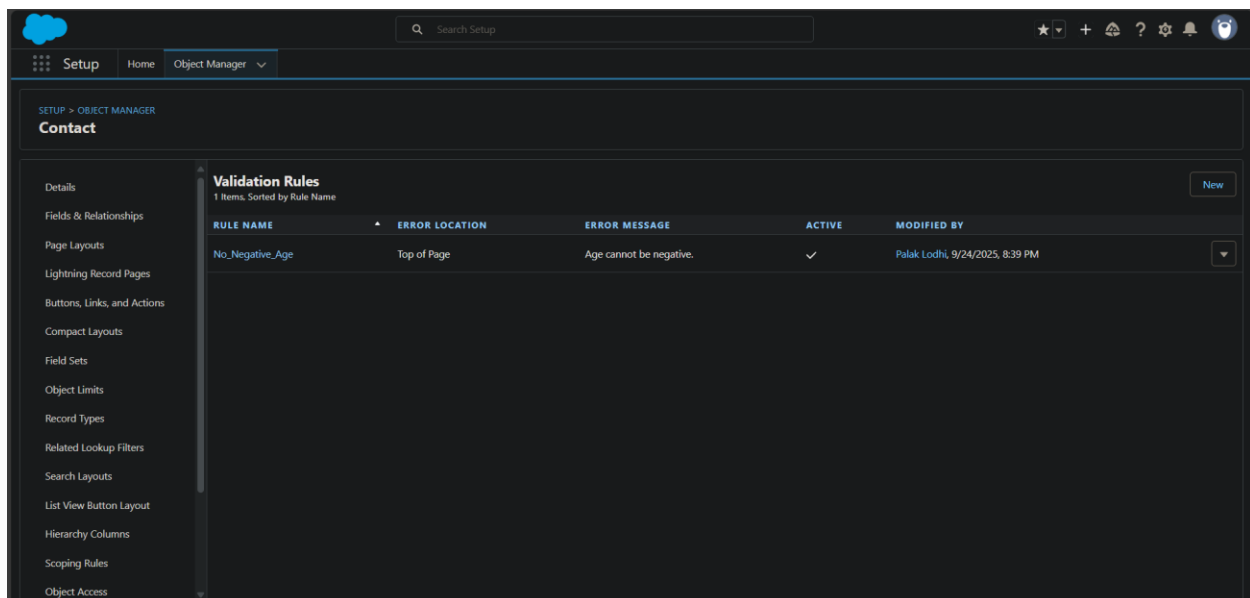 Search Setup
Setup
Home
Object Manager
SETUP > OBJECT MANAGER
Contact
Details
Fields & Relationships
Page Layouts
Lightning Record Pages
Buttons, Links, and Actions
Compact Layouts
Field Sets
Object Limits
Record Types
Related Lookup Filters
Search Layouts
List View Button Layout
Hierarchy Columns
Scoping Rules
Object Access
Validation Rules
1 Items, Sorted by Rule Name
New
RULE NAME ERROR LOCATION ERROR MESSAGE ACTIVE MODIFIED BY
No_Negative_Age Top of Page Age cannot be negative. Palak Lodhi, 9/24/2025, 8:39 PM